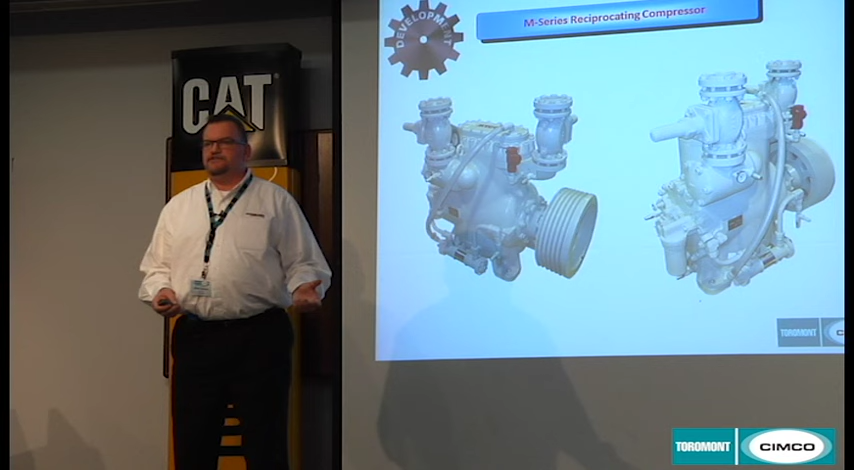 CAT
DEVELOPMENT
M-Series Reciprocating Compressor
TOROMONT
TOROMONT
CIMCO